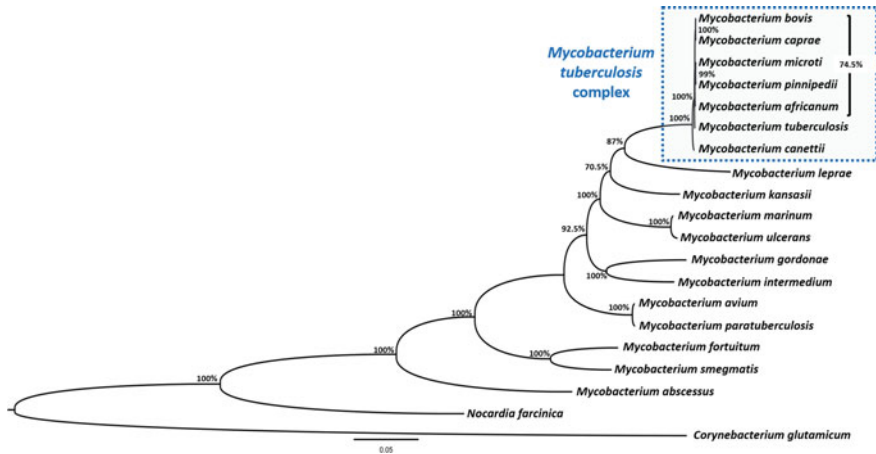 Mycobacterium bovis
100%
Mycobacterium caprae
Mycobacterium microti
74.5%
99%
Mycobacterium pinnipedii
100%
Mycobacterium africanum
100%
Mycobacterium tuberculosis
Mycobacterium canettii
Mycobacterium
tuberculosis
complex
87%
Mycobacterium leprae
70.5%
Mycobacterium kansasii
100%
Mycobacterium marinum
100%
Mycobacterium ulcerans
92.5%
Mycobacterium gordonae
100%
Mycobacterium intermedium
Mycobacterium avium
100%
Mycobacterium paratuberculosis
100%
Mycobacterium fortuitum
100%
Mycobacterium smegmatis
100%
Mycobacterium abscessus
100%
Nocardia farcinica
Corynebacterium glutamicum
0.05